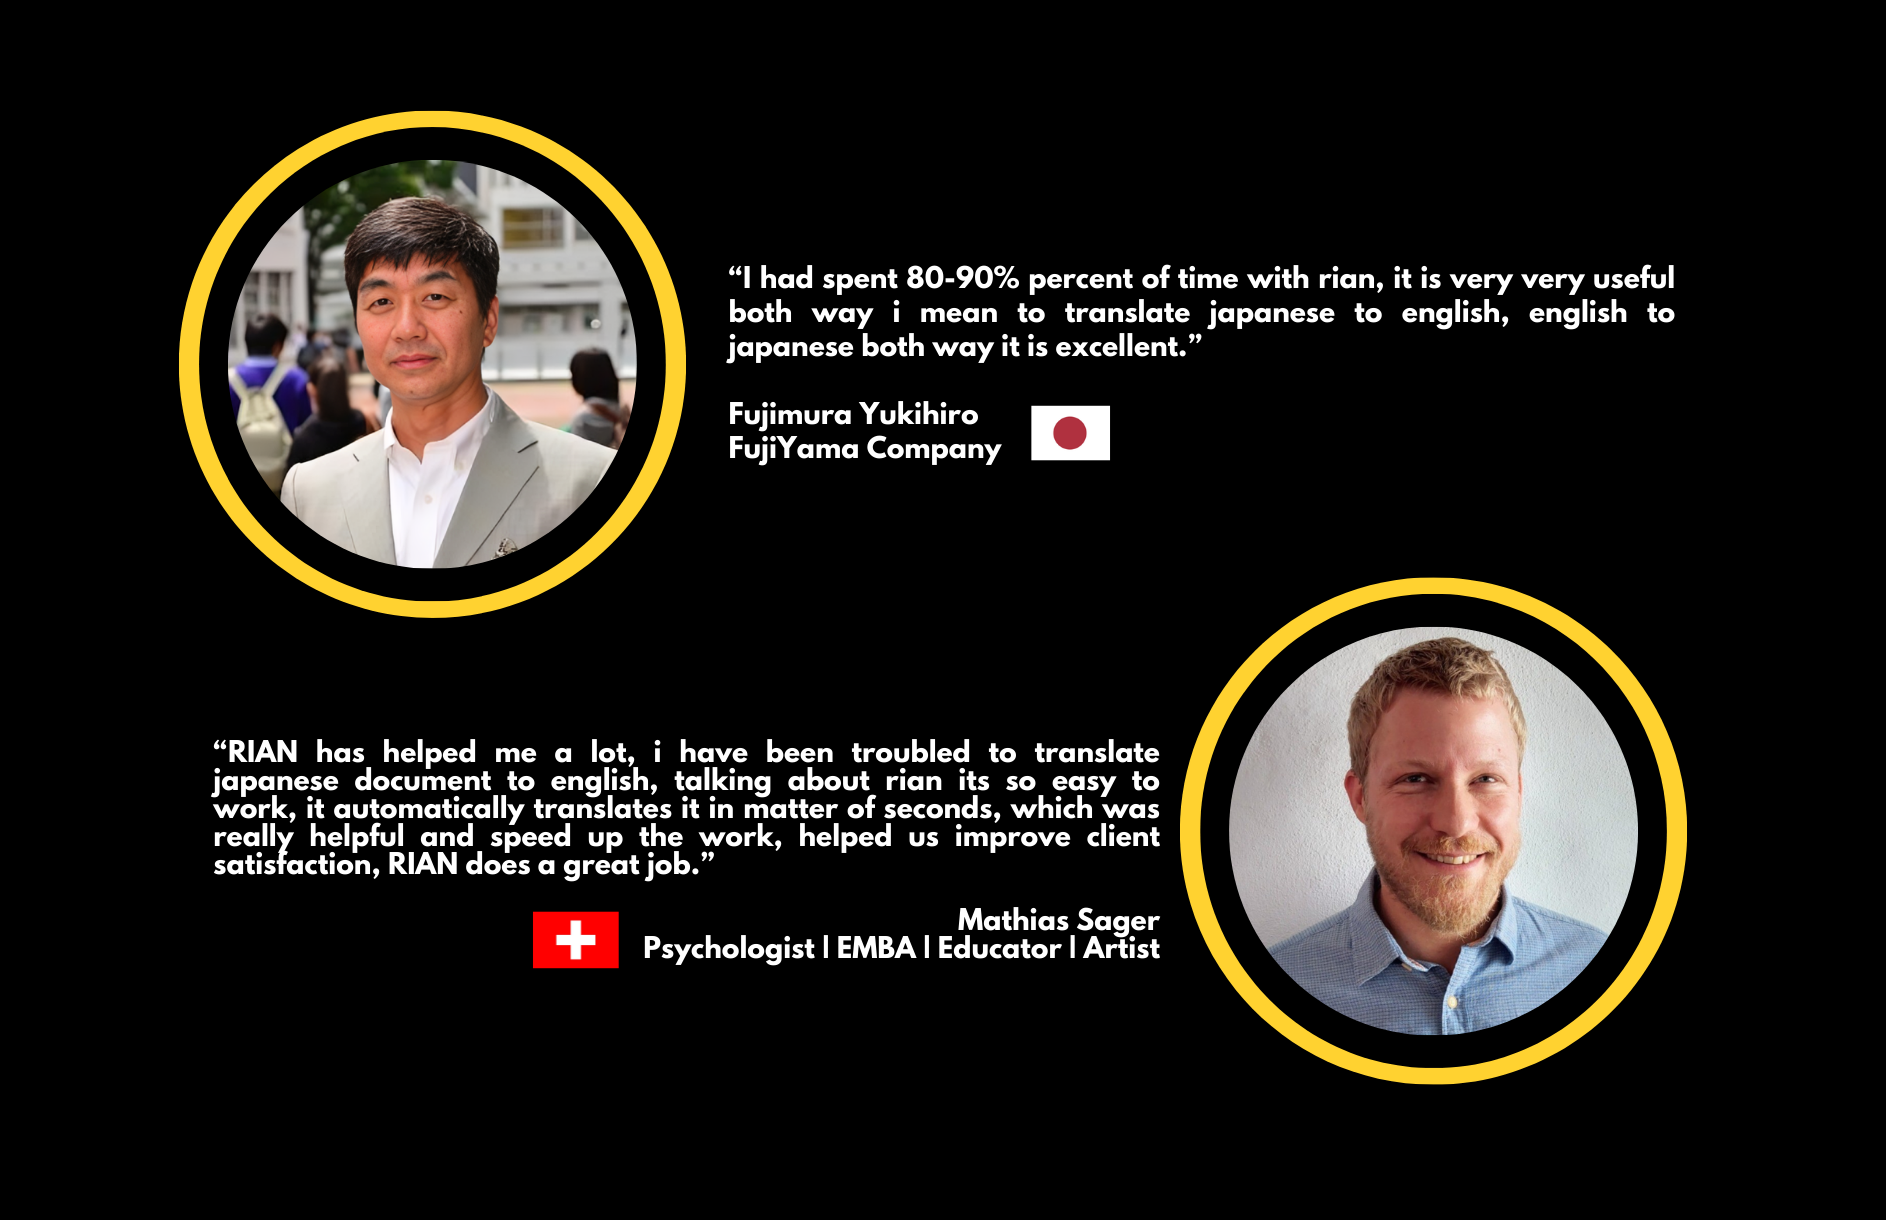 “I had spent 80-90% percent of time with rian, it is very very useful
both way i mean to translate japanese to english, english to
japanese both way it is excellent.”
Fujimura Yukihiro
FujiYama Company
“RIAN has helped me a lot, i have been troubled to translate
japanese document to english, talking about rian its so easy to
work, it automatically translates it in matter of seconds, which was
really helpful and speed up the work, helped us improve client
satisfaction, RIAN does a great job.”
Mathias Sager
Psychologist | EMBA | Educator | Artist